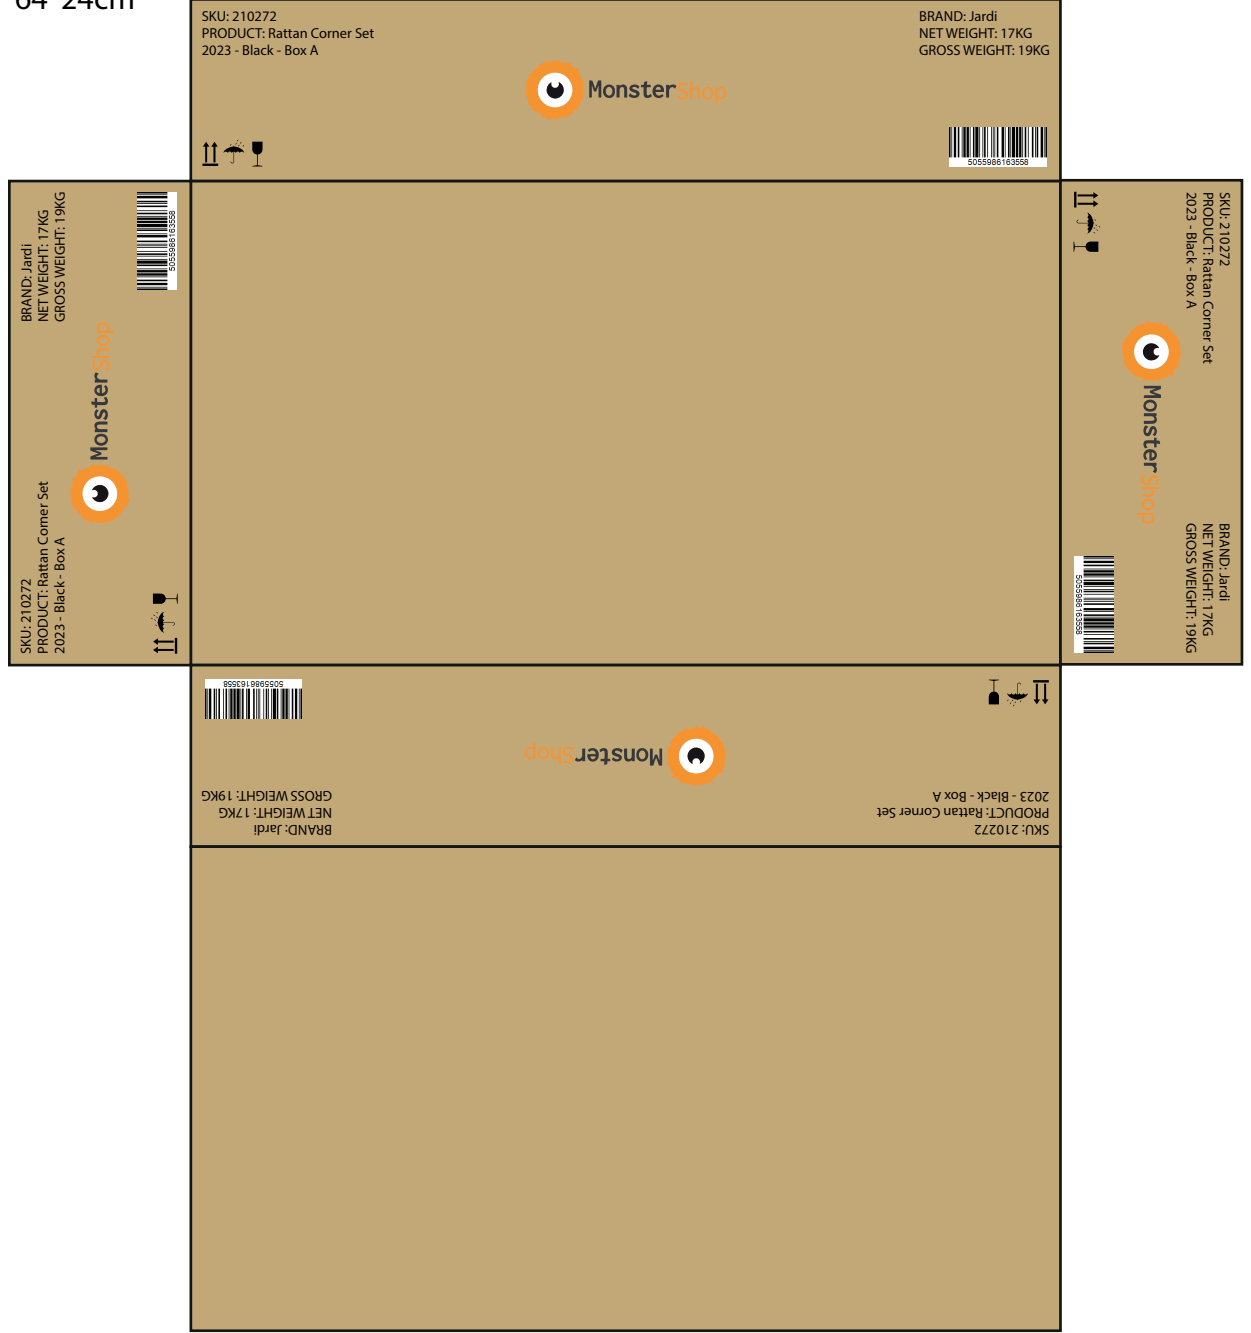 64*24cm
SKU: 210272
PRODUCT: Rattan Corner Set
2023 - Black - Box A
BRAND: Jardi
NET WEIGHT: 17KG
GROSS WEIGHT: 19KG
MonsterShop
5055986163558
BRAND: Jardi
NET WEIGHT: 17KG
GROSS WEIGHT: 19KG
5055986163558
MonsterShop
SKU: 210272
PRODUCT: Rattan Corner Set
2023 - Black - Box A
SKU: 210272
PRODUCT: Rattan Corner Set
2023 - Black - Box A
MonsterShop
BRAND: Jardi
NET WEIGHT: 17KG
GROSS WEIGHT: 19KG
5055986163558
5055986163558
MonsterShop
SKU: 210272
PRODUCT: Rattan Corner Set
2023 - Black - Box A
BRAND: Jardi
NET WEIGHT: 17KG
GROSS WEIGHT: 19KG